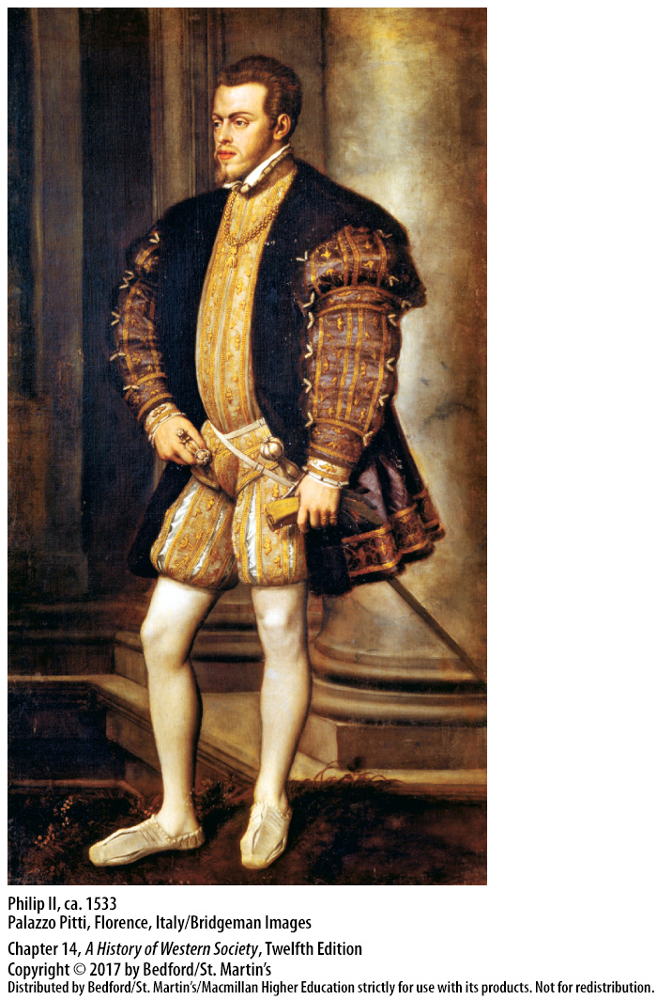 Philip II, ca. 1533
Palazzo Pitti, Florence, Italy/Bridgeman Images
Chapter 14, A History of Western Society, Twelfth Edition
Copyright © 2017 by Bedford/St. Martin's
Distributed by Bedford/St. Martin's/Macmillan Higher Education strictly for use with its products. Not for redistribution.